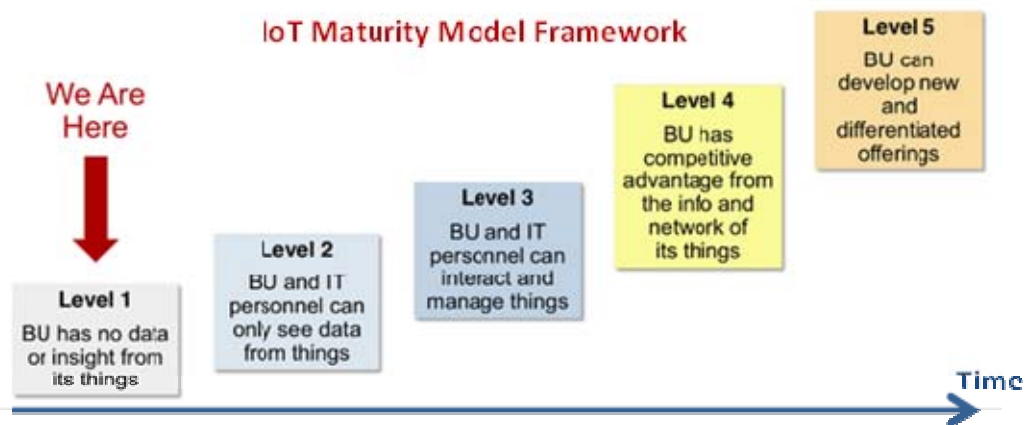 IoT Maturity Model Framework
We Are
Here
Level 1
BU has no data
or insight from
its things
Level 2
BU and IT
personnel can
only see data
from things
Level 3
BU and IT
personnel can
interact and
manage things
Level 4
BU has
competitive
advantage from
the info and
network of
its things
Level 5
BU can
develop new
and
differentiated
offerings
Time